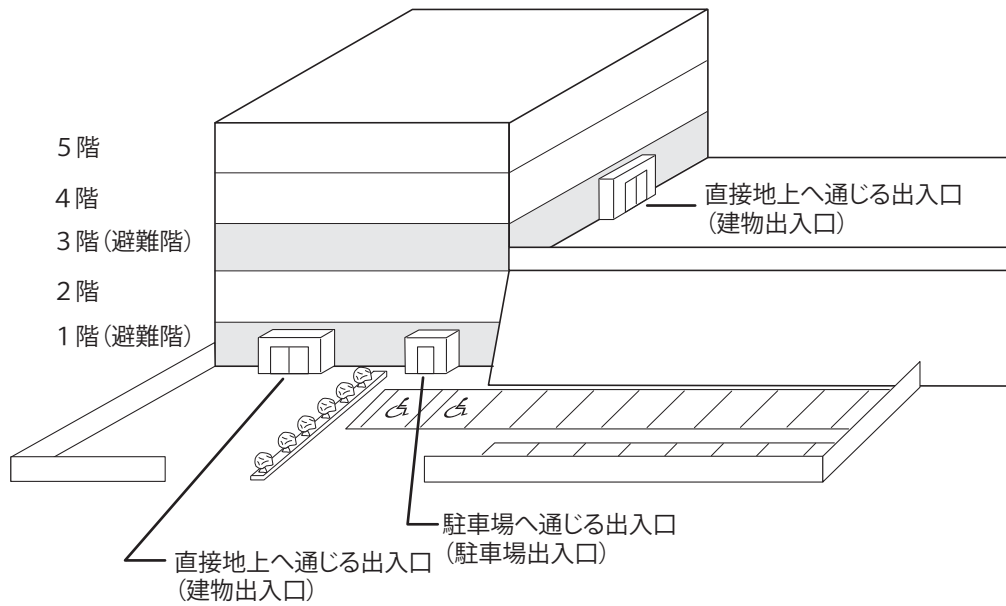 5階
4階
3階(避難階)
2階
1階(避難階)
直接地上へ通じる出入口
(建物出入口)
駐車場へ通じる出入口
(駐車場出入口)
直接地上へ通じる出入口
(建物出入口)